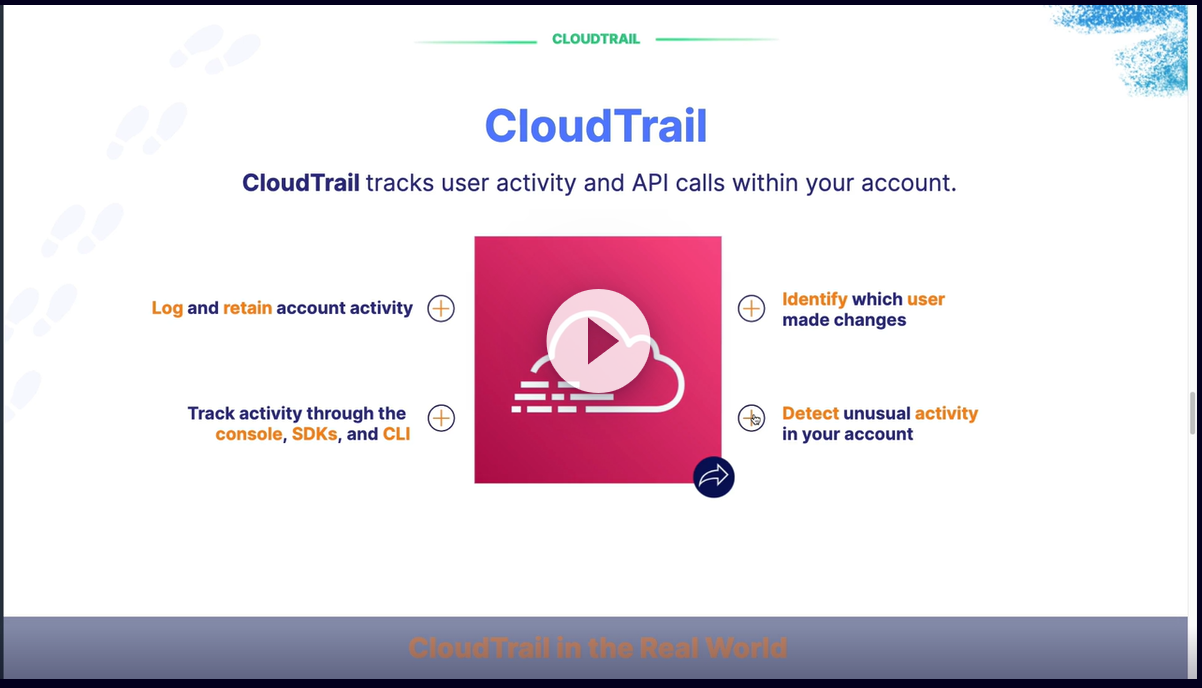 CLOUDTRAIL
CloudTrail
CloudTrail tracks user activity and API calls within your account.
Log and retain account activity
Identify which user
made changes
Track activity through the
console, SDKs, and CLI
Detect unusual activity
in your account
CloudTrail in the Real World